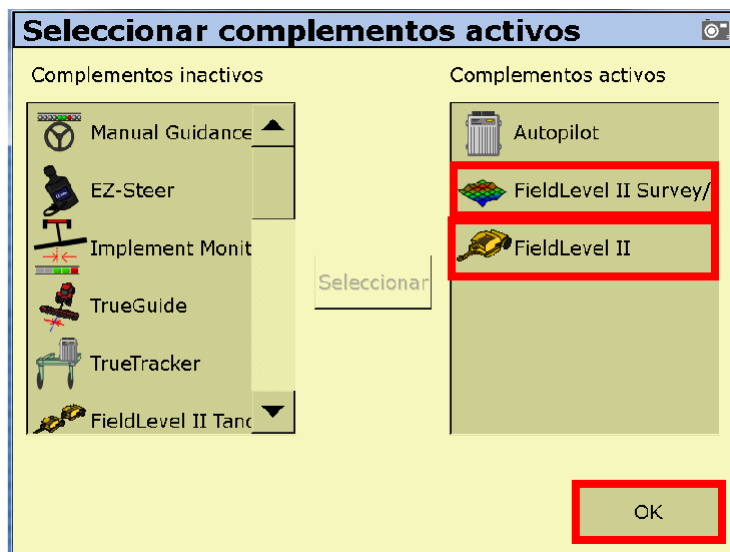 Seleccionar complementos activos
Complementos inactivos
Manual Guidance
EZ-Steer
Implement Monit
TrueGuide
TrueTracker
FieldLevel II Tand
Seleccionar
Complementos activos
Autopilot
FieldLevel II Survey/
FieldLevel II
OK